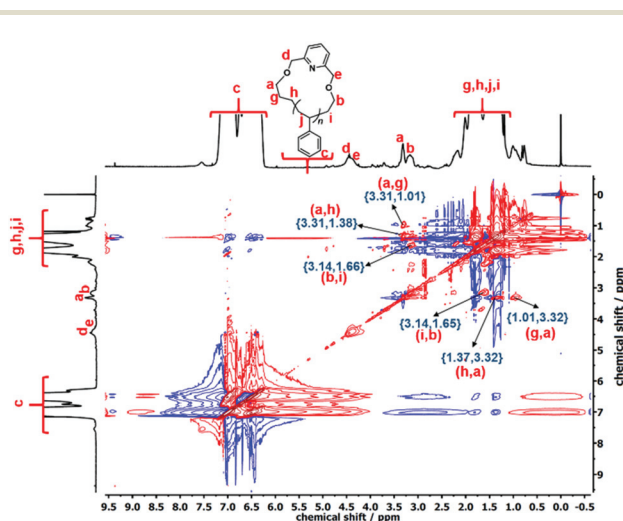 d
N
e
O
O
a
b
g
h
i
j
n
c
c
g,h,j,i
d
e
a
b
(a,g)
{3.31,1.01}
(a,h)
{3.31,1.38}
{3.14,1.66}
(b,i)
{3.14,1.65}
(i,b)
{1.01,3.32}
(g,a)
{1.37,3.32}
(h,a)
g,h,j,i
a b
d e
c
0
1
2
3
4
5
6
7
8
9
chemical shift / ppm
9.5 9.0 8.5 8.0 7.5 7.0 6.5 6.0 5.5 5.0 4.5 4.0 3.5 3.0 2.5 2.0 1.5 1.0 0.5 0.0 -0.5
chemical shift / ppm